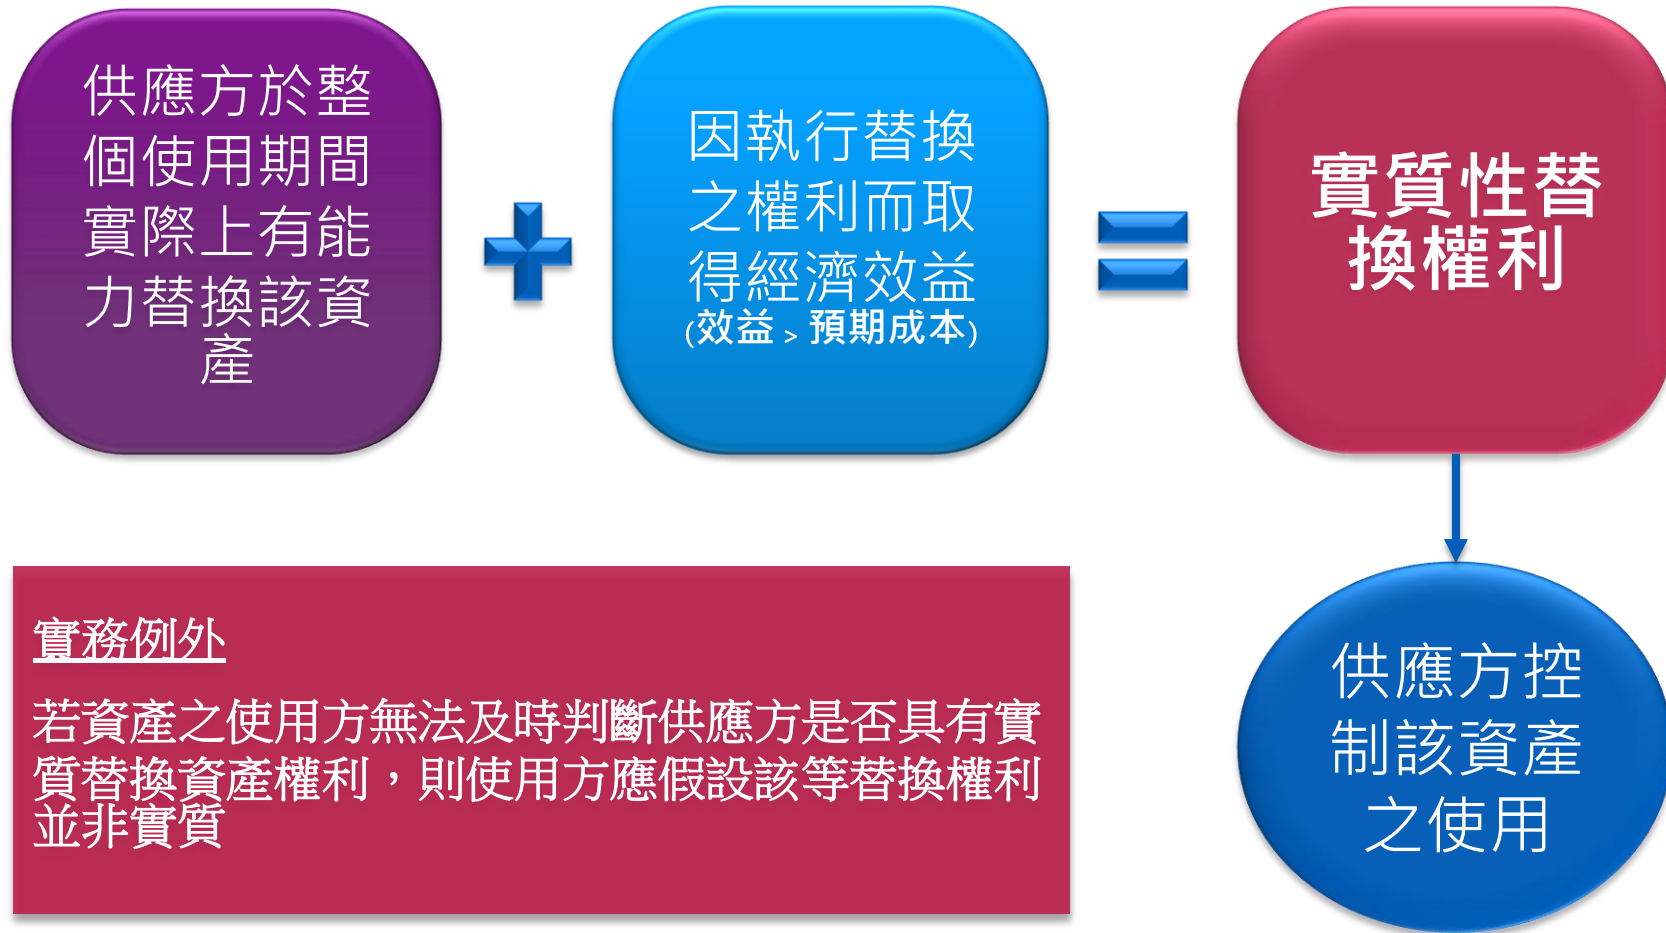 供應方於整
個使用期間
實際上有能
力替換該資
產
因執行替換
之權利而取
得經濟效益
(效益 > 預期成本)
實質性替
換權利
實務例外
若資產之使用方無法及時判斷供應方是否具有實
質替換資產權利，則使用方應假設該等替換權利
並非實質
供應方控
制該資產
之使用